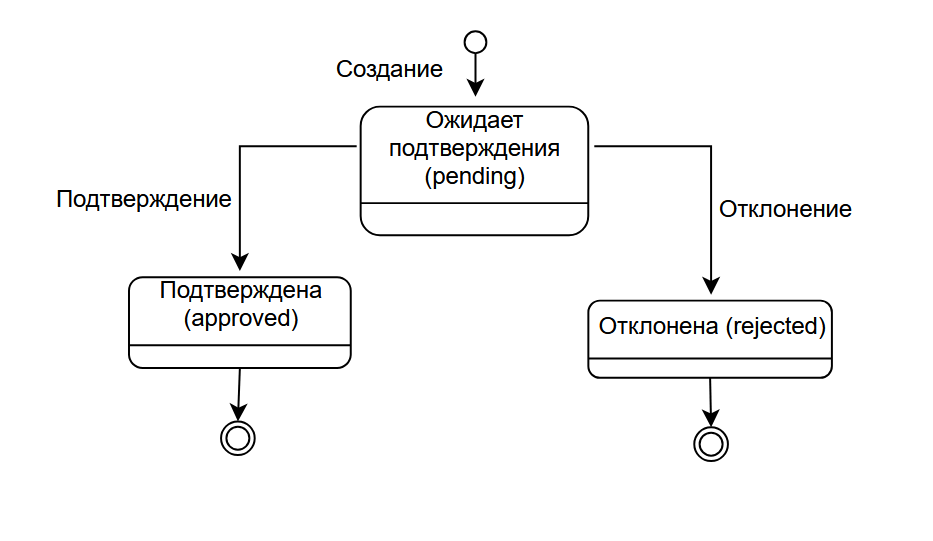 Создание
Ожидает
подтверждения
(pending)
Подтверждение
Отклонение
Подтверждена
(approved)
Отклонена (rejected)